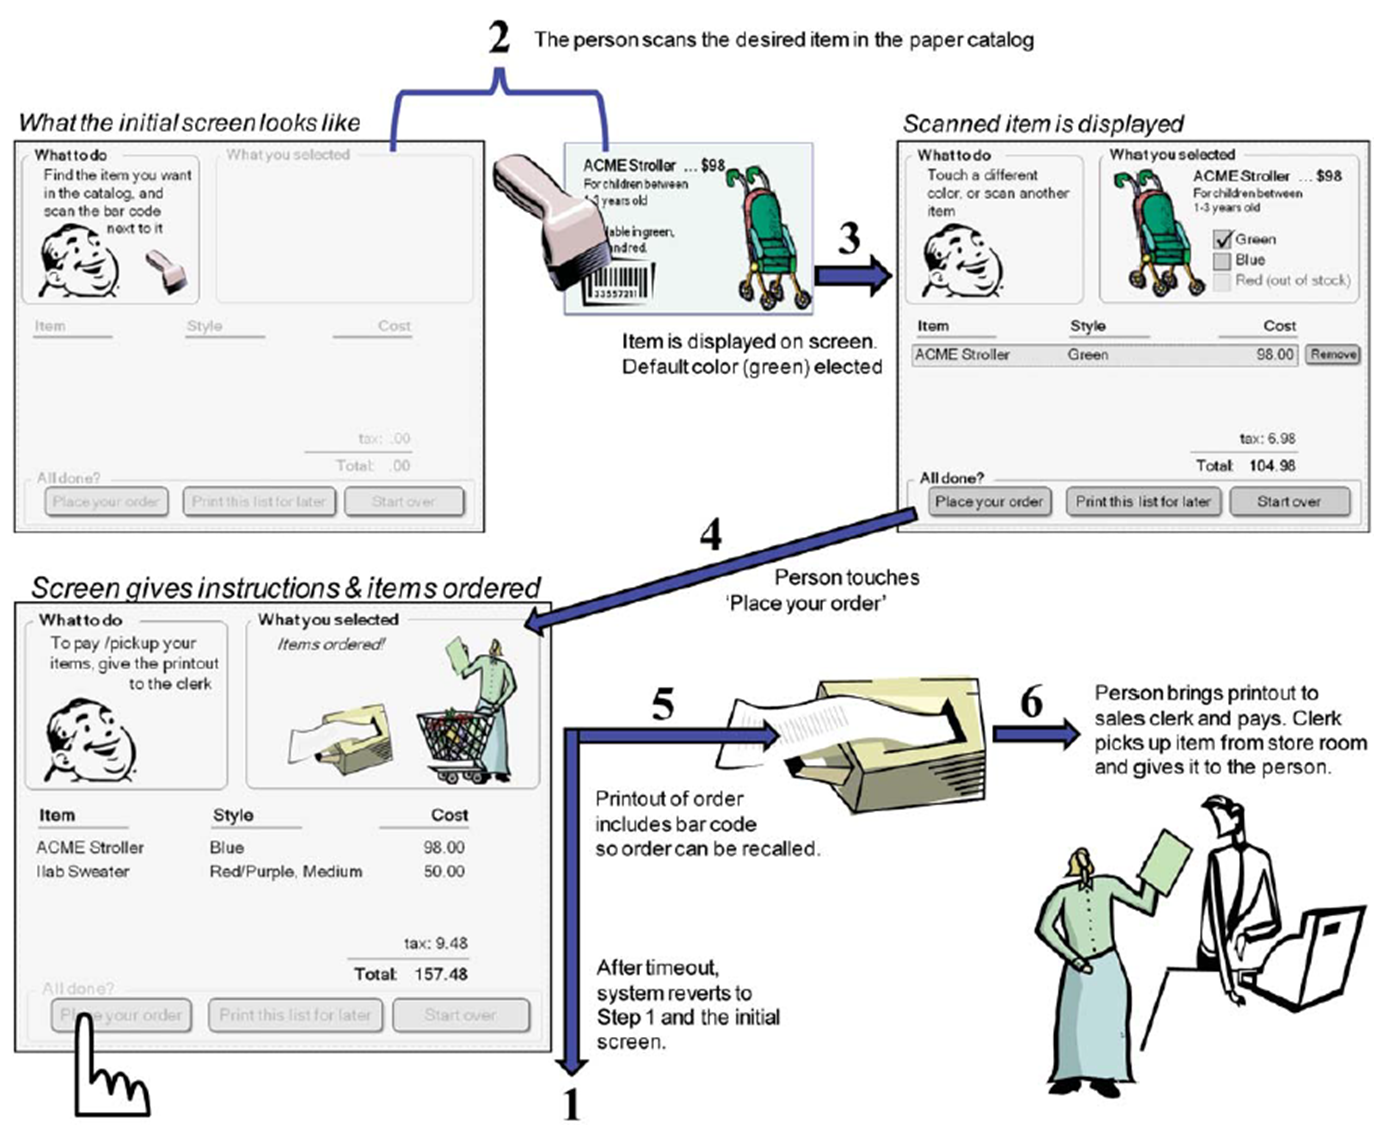 2 The person scans the desired item in the paper catalog
What the initial screen looks like
What to do
Find the item you want
in the catalog, and
scan the bar code
next to it
What you selected
Item Style Cost
tax: .00
Total: .00
All done?
Place your order Print this list for later Start over
ACME Stroller ... $98
For children between
1-3 years old
able in green,
nd red.
33557211
Item is displayed on screen.
Default color (green) elected
3
Scanned item is displayed
What to do
Touch a different
color, or scan another
item
What you selected
ACME Stroller ... $98
For children between
1-3 years old
Green
Blue
Red (out of stock)
Item Style Cost
ACME Stroller Green 98.00 Remove
tax: 6.98
Total: 104.98
All done?
Place your order Print this list for later Start over
4
Person touches
'Place your order'
Screen gives instructions & items ordered
What to do
To pay /pickup your
items, give the printout
to the clerk
What you selected
Items ordered!
Item Style Cost
ACME Stroller Blue 98.00
Ilab Sweater Red/Purple, Medium 50.00
tax: 9.48
Total: 157.48
All done?
Place your order Print this list for later Start over
5
Printout of order
includes bar code
so order can be recalled.
After timeout,
system reverts to
Step 1 and the initial
screen.
1
6
Person brings printout to
sales clerk and pays. Clerk
picks up item from store room
and gives it to the person.